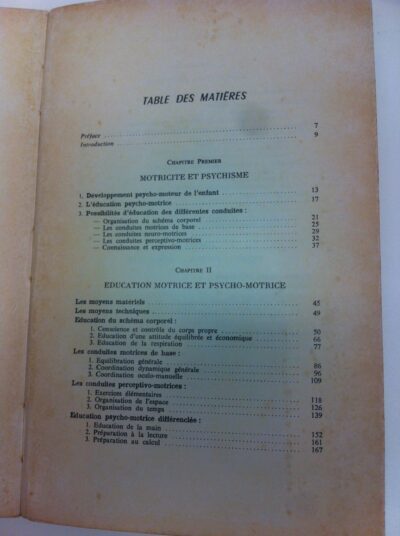 TABLE DES MATIÈRES
Préface 7
Introduction 9
CHAPITRE PREMIER
MOTRICITE ET PSYCHISME
1. Développement psycho-moteur de l'enfant 13
2. L'éducation psycho-motrice 17
3. Possibilités d'éducation des différentes conduites :
— Organisation du schéma corporel 21
— Les conduites motrices de base 25
— Les conduites neuro-motrices 29
— Les conduites perceptivo-motrices 32
— Connaissance et expression 37
CHAPITRE II
EDUCATION MOTRICE ET PSYCHO-MOTRICE
Les moyens matériels 45
Les moyens techniques 49
Education du schéma corporel :
1. Conscience et contrôle du corps propre 50
2. Education d'une attitude équilibrée et économique 66
3. Education de la respiration 77
Les conduites motrices de base :
1. Equilibration générale 86
2. Coordination dynamique générale 96
3. Coordination oculo-manuelle 109
Les conduites perceptivo-motrices :
1. Exercices élémentaires 118
2. Organisation de l'espace 126
3. Organisation du temps 139
Education psycho-motrice différenciée :
1. Education de la main 152
2. Préparation à la lecture 161
3. Préparation au calcul 167